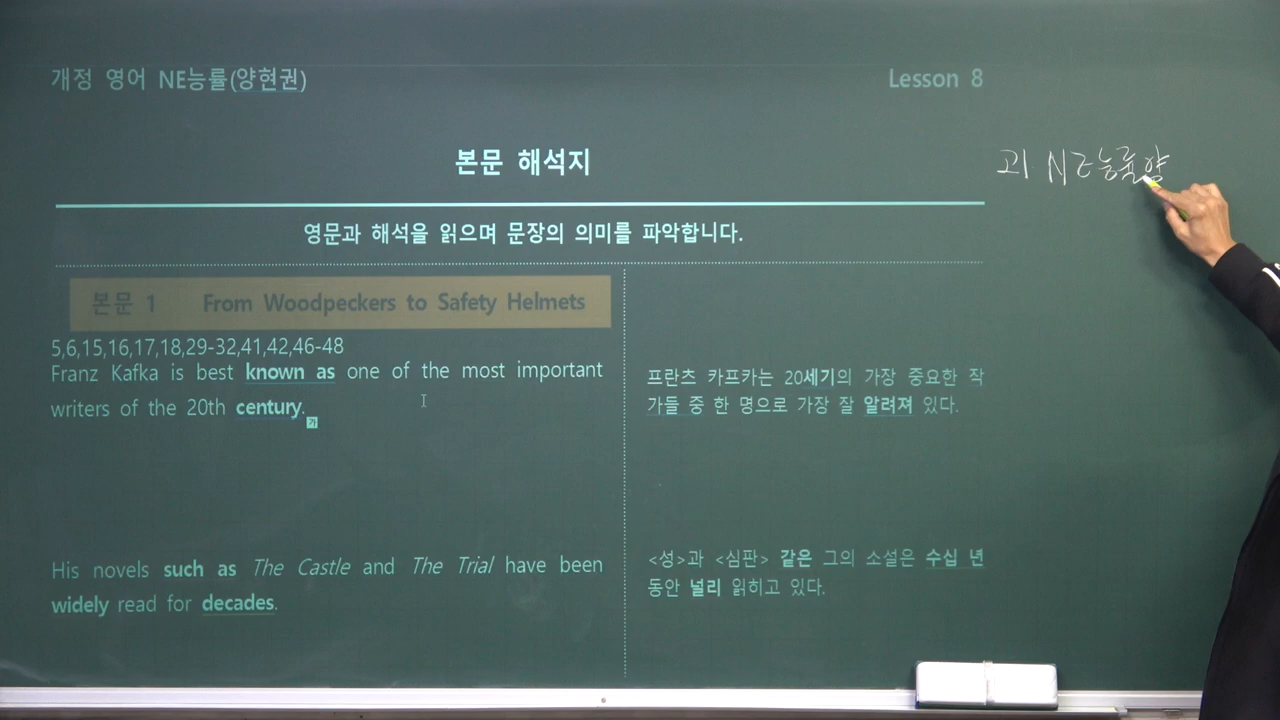 개정 영어 NE능률(양현권)
Lesson 8
본문 해석지
고1 NE능률양
영문과 해석을 읽으며 문장의 의미를 파악합니다.
본문 1 From Woodpeckers to Safety Helmets
5,6,15,16,17,18,29-32,41,42,46-48
Franz Kafka is best known as one of the most important
writers of the 20th century.
가
프란츠 카프카는 20세기의 가장 중요한 작
가들 중 한 명으로 가장 잘 알려져 있다.
His novels such as The Castle and The Trial have been
widely read for decades.
<성>과 <심판> 같은 그의 소설은 수십 년
동안 널리 읽히고 있다.